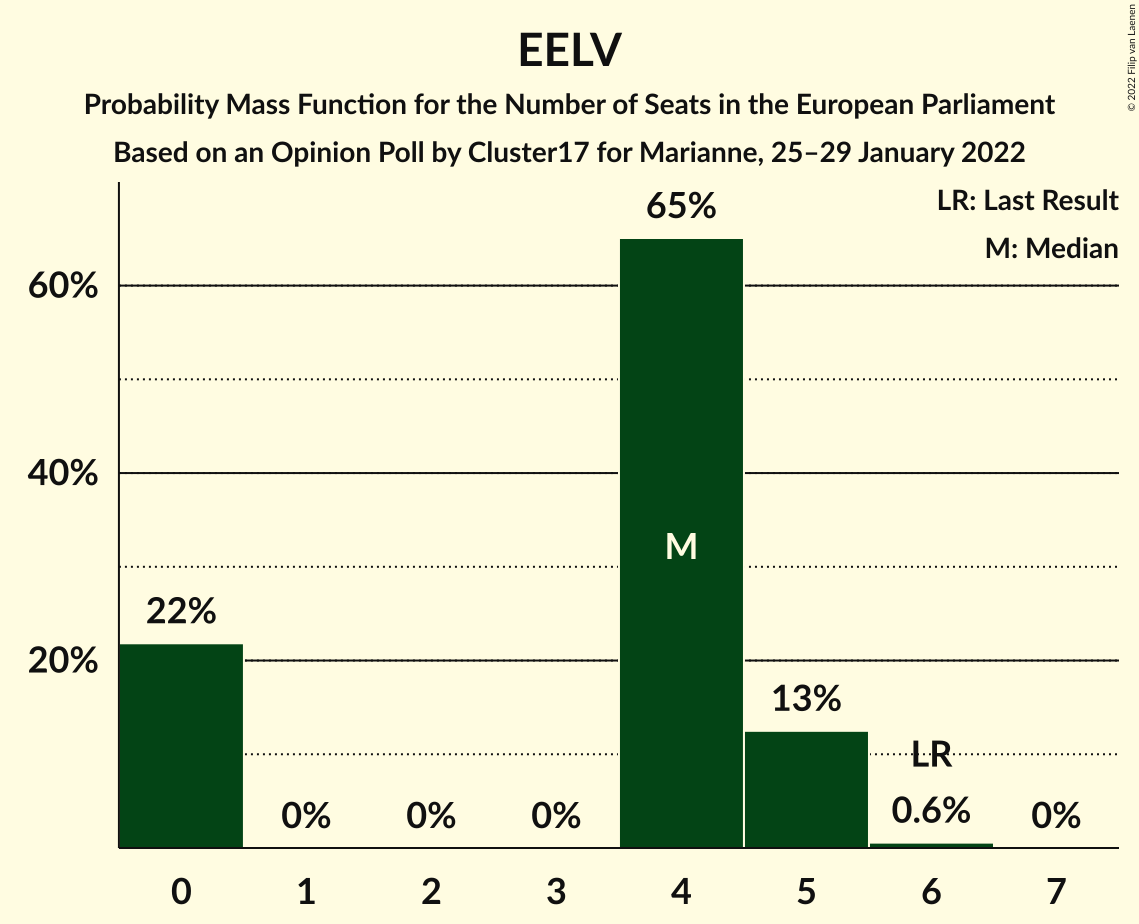 EELV
Probability Mass Function for the Number of Seats in the European Parliament
Based on an Opinion Poll by Cluster17 for Marianne, 25–29 January 2022
© 2022 Filip van Laenen
LR: Last Result
M: Median
65%
60%
40%
M
22%
20%
13%
LR
0% 0% 0% 0.6% 0%
0 1 2 3 4 5 6 7